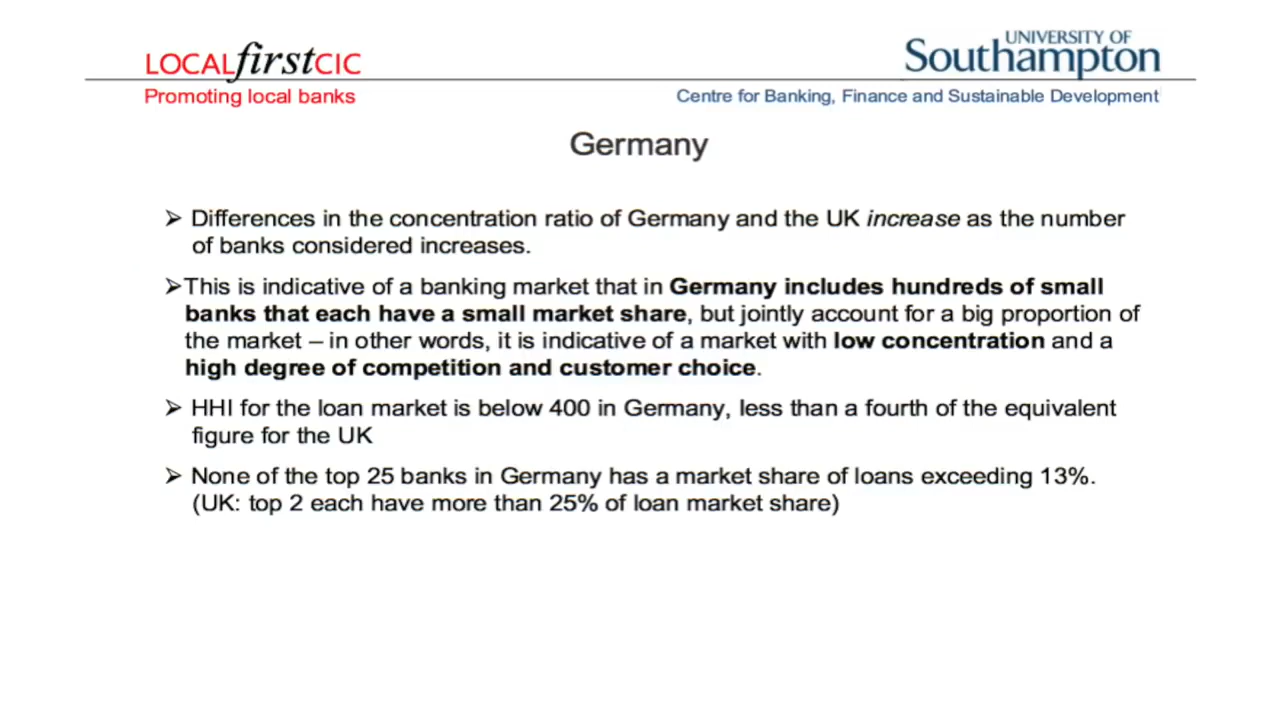 LOCALfirstCIC
Promoting local banks
UNIVERSITY OF
Southampton
Centre for Banking, Finance and Sustainable Development
Germany
➢ Differences in the concentration ratio of Germany and the UK increase as the number
of banks considered increases.
➢This is indicative of a banking market that in Germany includes hundreds of small
banks that each have a small market share, but jointly account for a big proportion of
the market – in other words, it is indicative of a market with low concentration and a
high degree of competition and customer choice.
➢ HHI for the loan market is below 400 in Germany, less than a fourth of the equivalent
figure for the UK
➢ None of the top 25 banks in Germany has a market share of loans exceeding 13%.
(UK: top 2 each have more than 25% of loan market share)